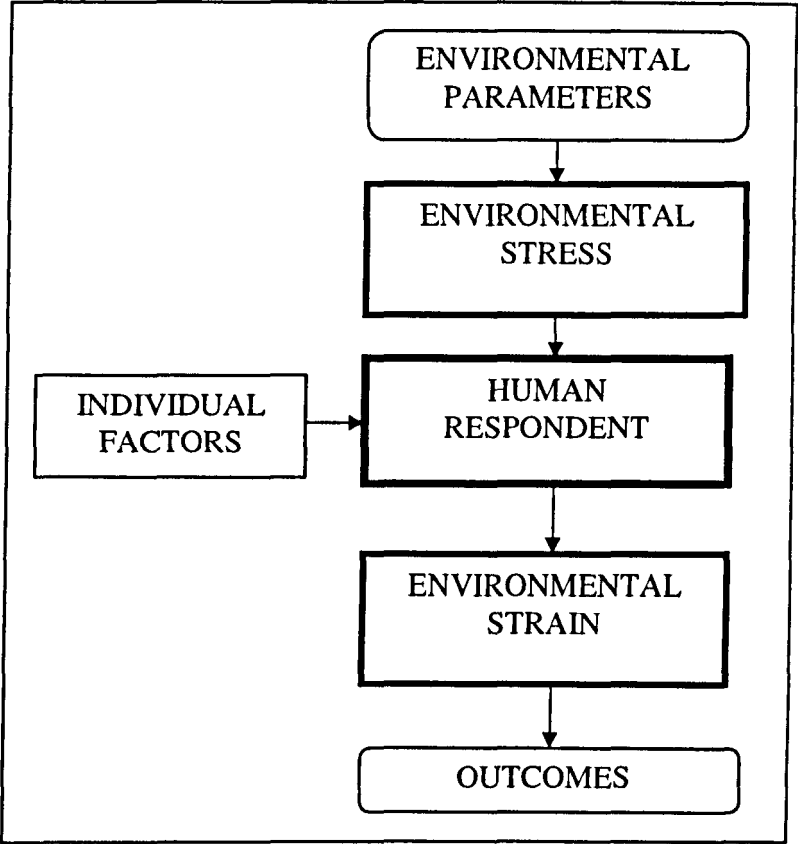 ENVIRONMENTAL
PARAMETERS
ENVIRONMENTAL
STRESS
INDIVIDUAL
FACTORS
HUMAN
RESPONDENT
ENVIRONMENTAL
STRAIN
OUTCOMES